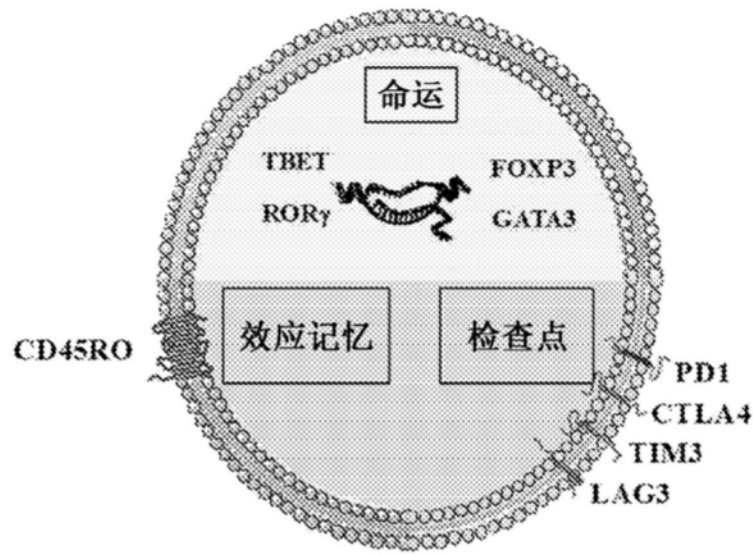 命运
TBET
FOXP3
RORγ
GATA3
效应记忆
检查点
CD45RO
PD1
CTLA4
TIM3
LAG3